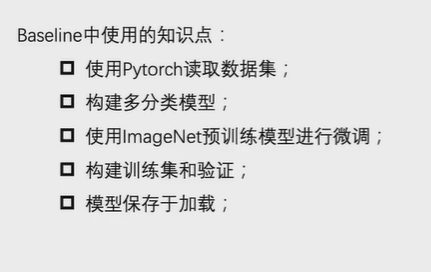 Baseline中使用的知识点：
使用Pytorch读取数据集；
构建多分类模型；
使用ImageNet预训练模型进行微调；
构建训练集和验证；
模型保存于加载；